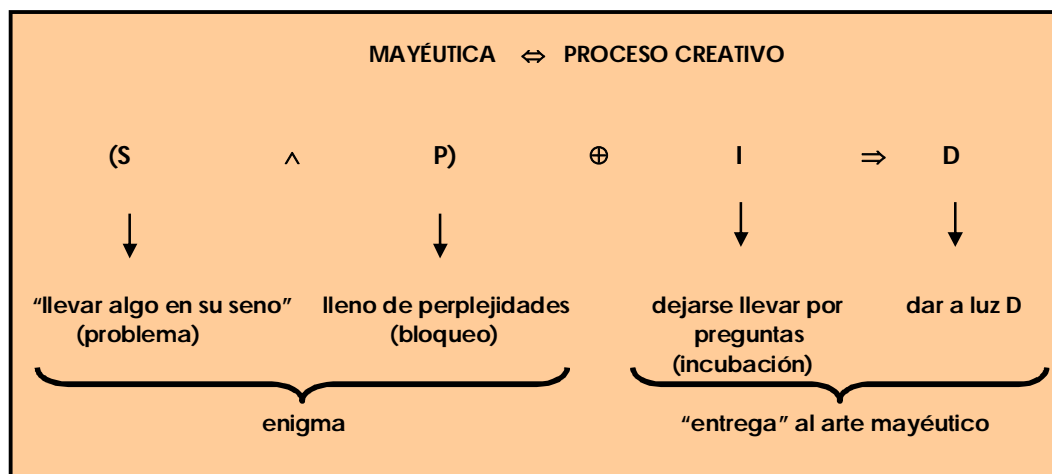 MAYÉUTICA ⇔ PROCESO CREATIVO
(S ∧ P) ⊕ I ⇒ D
“llevar algo en su seno” lleno de perplejidades dejarse llevar por dar a luz D
(problema) (bloqueo) preguntas
(incubación)
enigma “entrega” al arte mayéutico